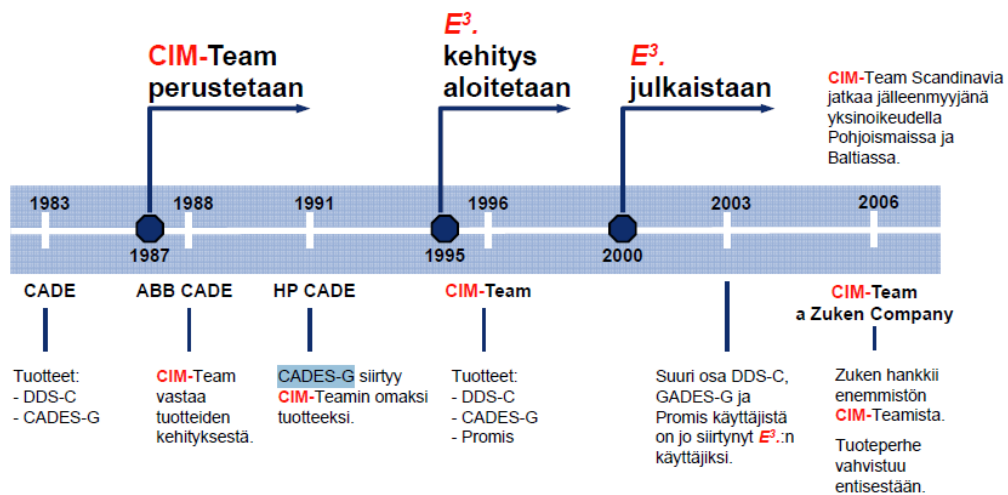 CIM-Team
perustetaan
E³.
kehitys
aloitetaan
E³.
julkaistaan
CIM-Team Scandinavia
jatkaa jälleenmyyjänä
yksinoikeudella
Pohjoismaissa ja
Baltiassa.
1983
1988
1991
1996
2003
2006
1987
1995
2000
CADE
ABB CADE
HP CADE
CIM-Team
CIM-Team
a Zuken Company
Tuotteet:
- DDS-C
- CADES-G
CIM-Team
vastaa
tuotteiden
kehityksestä.
CADES-G siirtyy
CIM-Teamin omaksi
tuotteeksi.
Tuotteet:
- DDS-C
- CADES-G
- Promis
Suuri osa DDS-C,
GADES-G ja
Promis käyttäjistä
on jo siirtynyt E³.:n
käyttäjiksi.
Zuken hankkii
enemmistön
CIM-Teamista.
Tuoteperhe
vahvistuu
entisestään.